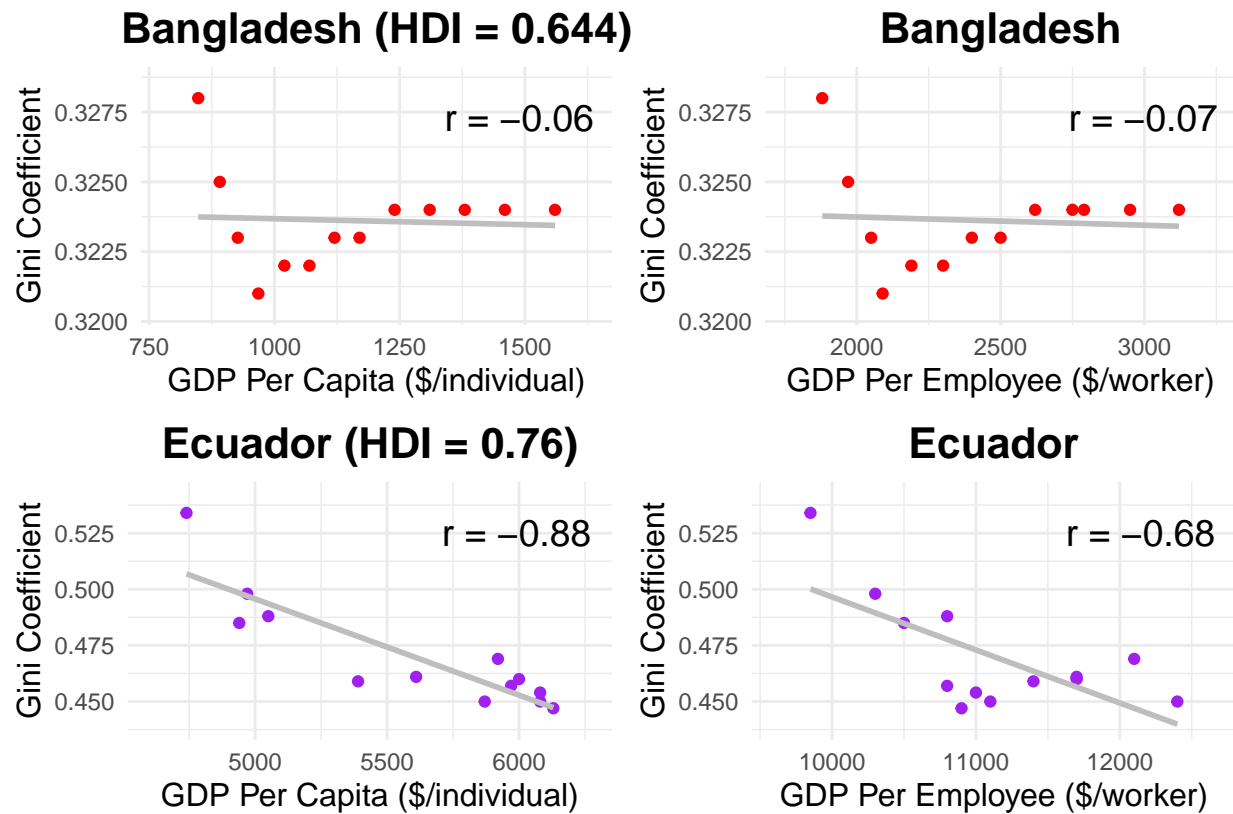 Bangladesh (HDI = 0.644)
Gini Coefficient
0.3275
0.3250
0.3225
0.3200
r = −0.06
750 1000 1250 1500
GDP Per Capita ($/individual)
Bangladesh
Gini Coefficient
0.3275
0.3250
0.3225
0.3200
r = −0.07
2000 2500 3000
GDP Per Employee ($/worker)
Ecuador (HDI = 0.76)
Gini Coefficient
0.525
0.500
0.475
0.450
r = −0.88
5000 5500 6000
GDP Per Capita ($/individual)
Ecuador
Gini Coefficient
0.525
0.500
0.475
0.450
r = −0.68
10000 11000 12000
GDP Per Employee ($/worker)